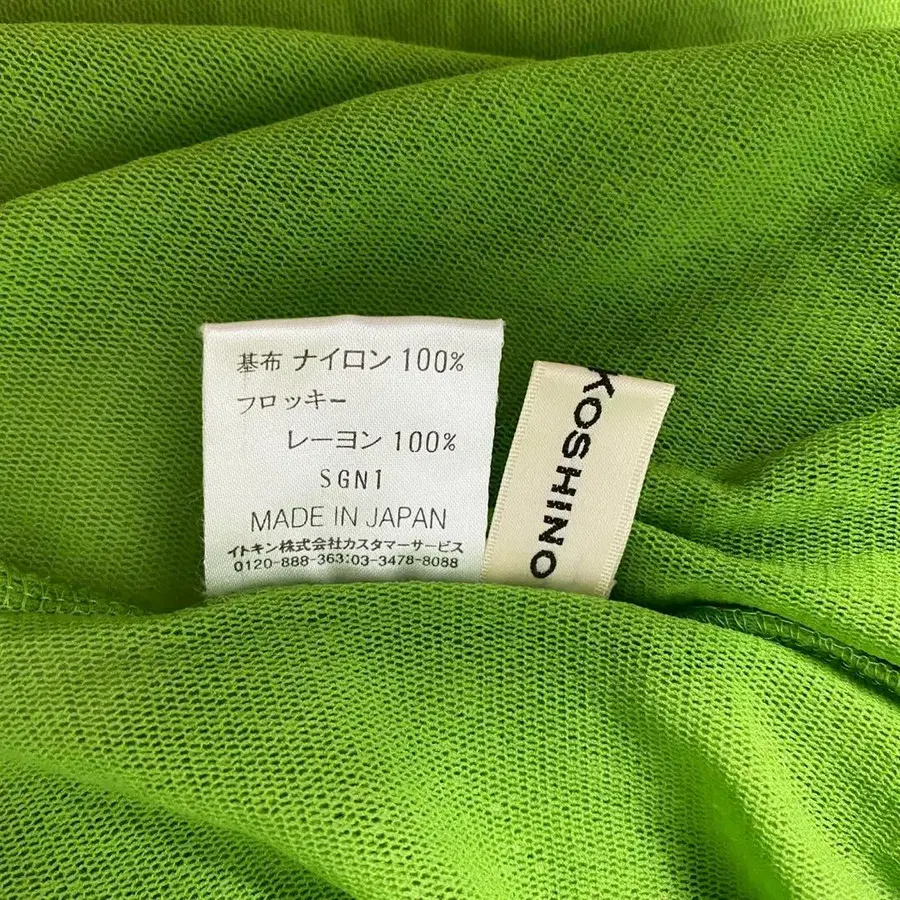 基布 ナイロン 100%
フロッキー
レーヨン 100%
SGN1
MADE IN JAPAN
イトキン株式会社カスタマーサービス
0120-888-363:03-3478-8088
KOSHINO